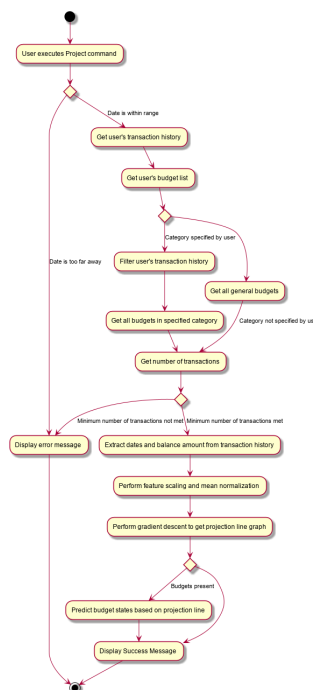 User executes Project command
Date is within range
Get user's transaction history
Get user's budget list
Category specified by user
Date is too far away
Filter user's transaction history
Get all general budgets
Get all budgets in specified category
Category not specified by us
Get number of transactions
Minimum number of transactions not met
Minimum number of transactions met
Display error message
Extract dates and balance amount from transaction history
Perform feature scaling and mean normalization
Perform gradient descent to get projection line graph
Budgets present
Predict budget states based on projection line
Display Success Message